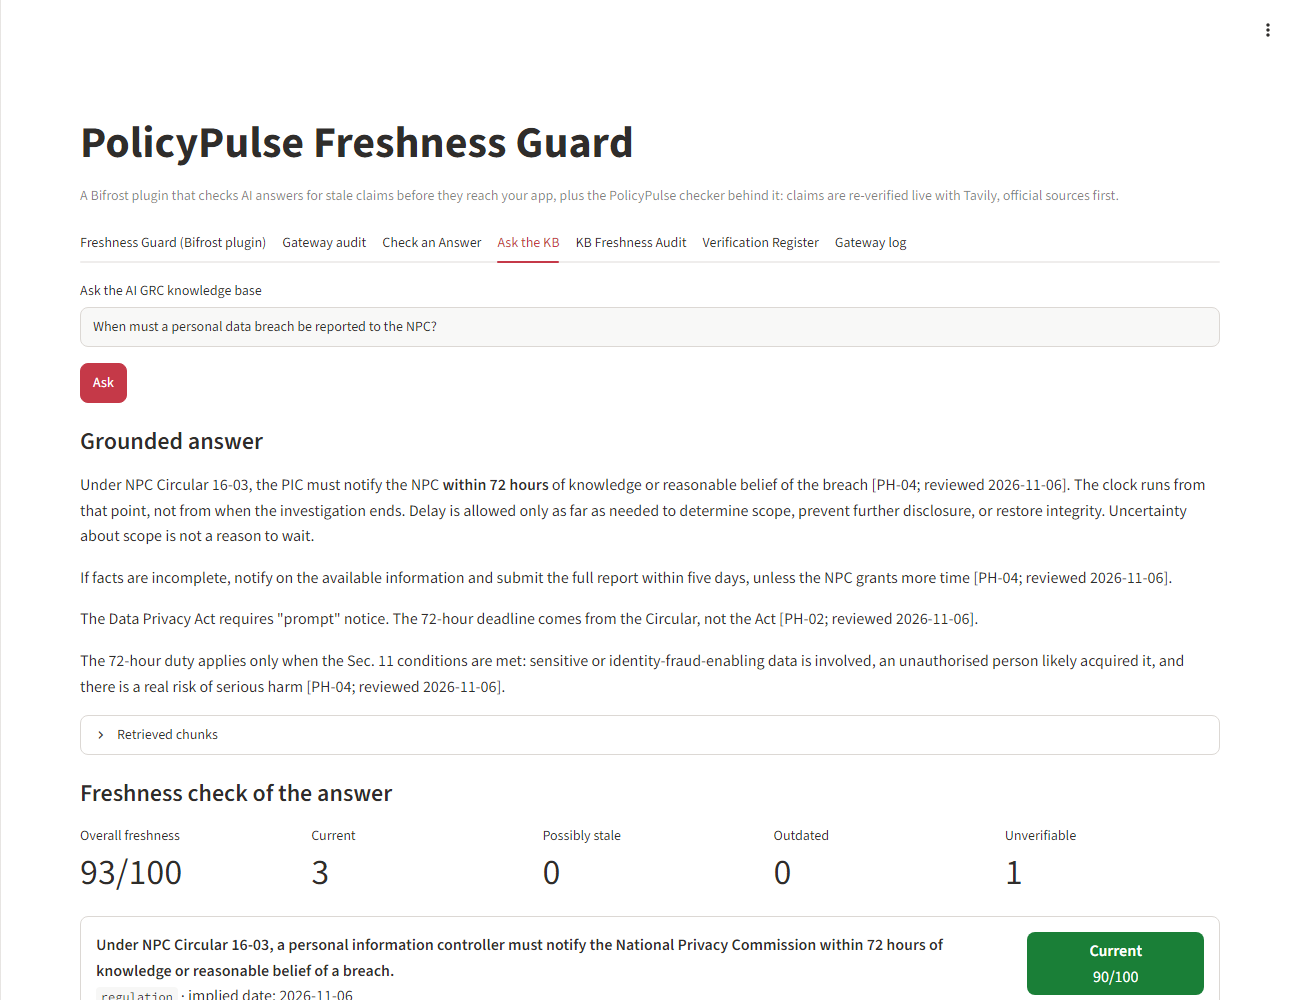 PolicyPulse Freshness Guard
A Bifrost plugin that checks AI answers for stale claims before they reach your app, plus the PolicyPulse checker behind it: claims are re-verified live with Tavily, official sources first.
Freshness Guard (Bifrost plugin) Gateway audit Check an Answer Ask the KB KB Freshness Audit Verification Register Gateway log
Ask the AI GRC knowledge base
When must a personal data breach be reported to the NPC?
Ask
Grounded answer
Under NPC Circular 16-03, the PIC must notify the NPC within 72 hours of knowledge or reasonable belief of the breach [PH-04; reviewed 2026-11-06]. The clock runs from
that point, not from when the investigation ends. Delay is allowed only as far as needed to determine scope, prevent further disclosure, or restore integrity. Uncertainty
about scope is not a reason to wait.
If facts are incomplete, notify on the available information and submit the full report within five days, unless the NPC grants more time [PH-04; reviewed 2026-11-06].
The Data Privacy Act requires "prompt" notice. The 72-hour deadline comes from the Circular, not the Act [PH-02; reviewed 2026-11-06].
The 72-hour duty applies only when the Sec. 11 conditions are met: sensitive or identity-fraud-enabling data is involved, an unauthorised person likely acquired it, and
there is a real risk of serious harm [PH-04; reviewed 2026-11-06].
Retrieved chunks
Freshness check of the answer
Overall freshness Current Possibly stale Outdated Unverifiable
93/100 3 0 0 1
Under NPC Circular 16-03, a personal information controller must notify the National Privacy Commission within 72 hours of
knowledge or reasonable belief of a breach.
Current
90/100
regulation · implied date: 2026-11-06